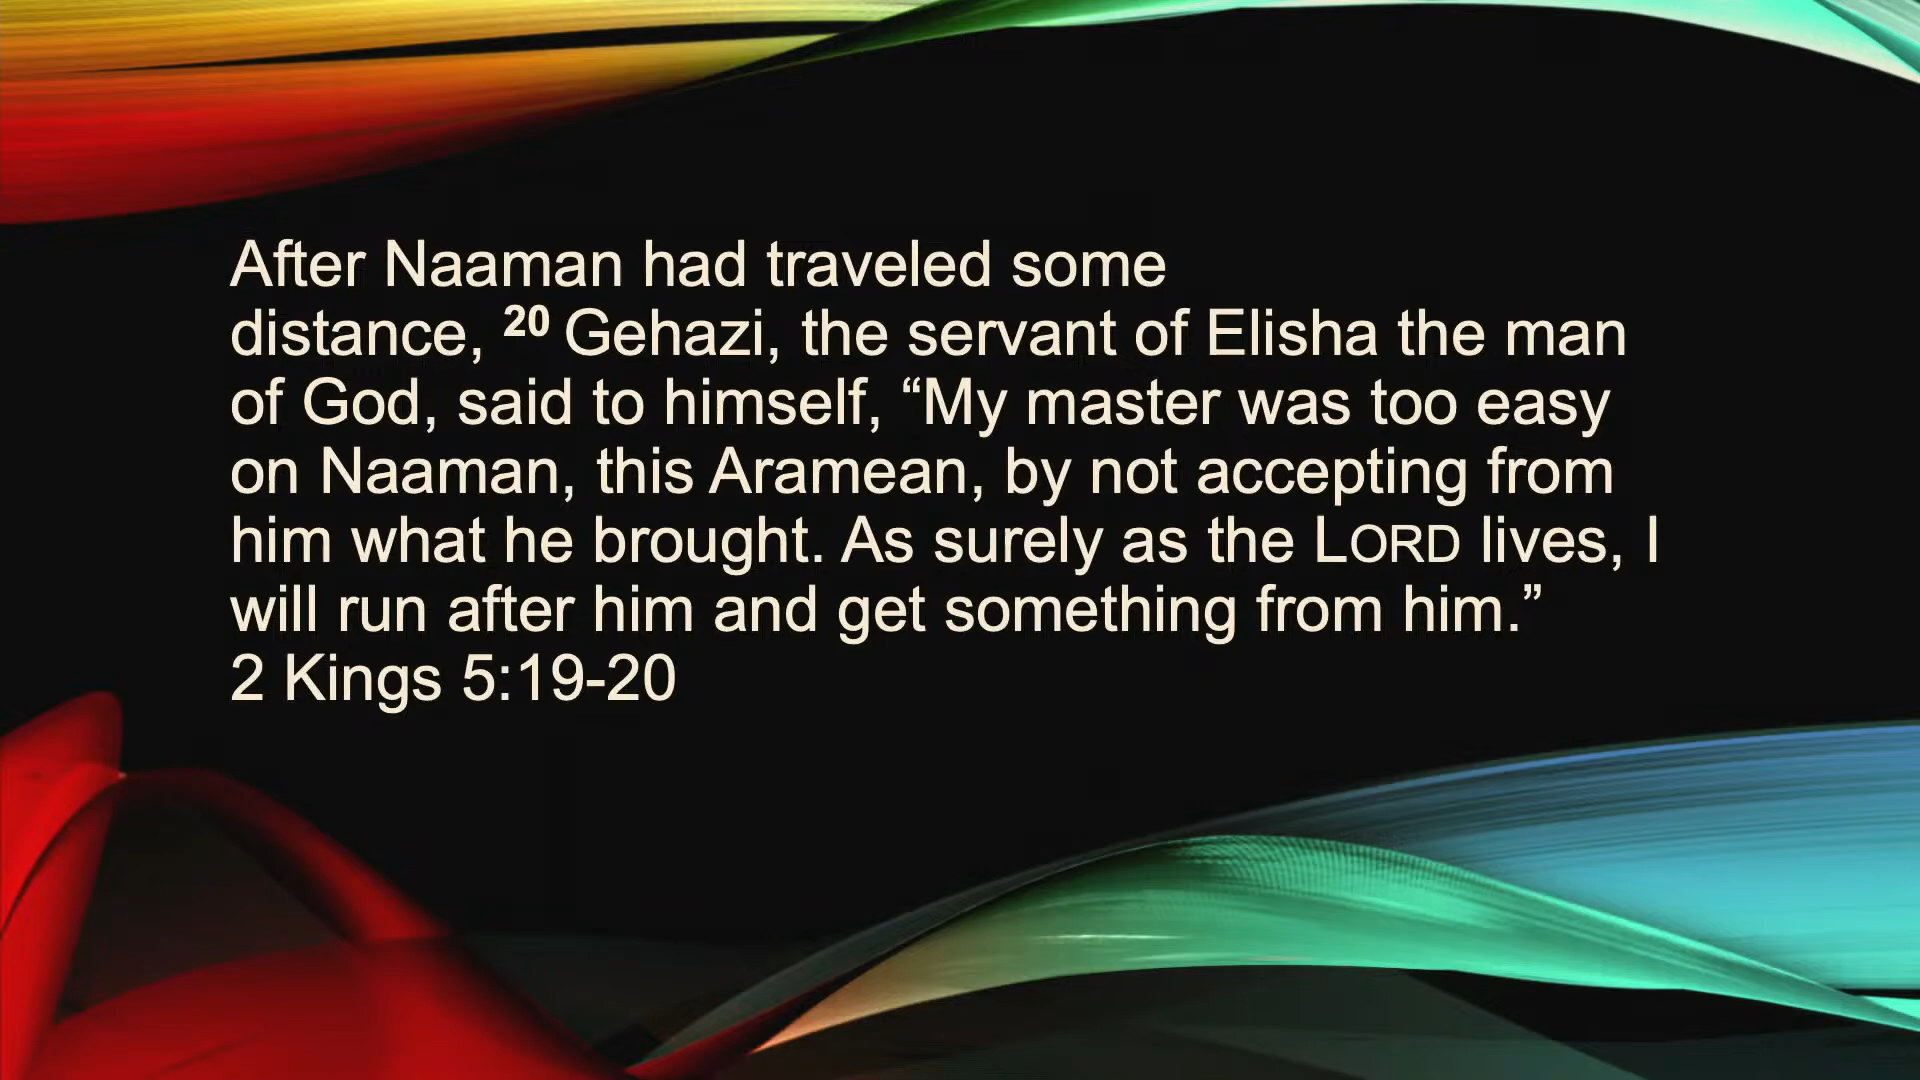 After Naaman had traveled some
distance, 20 Gehazi, the servant of Elisha the man
of God, said to himself, “My master was too easy
on Naaman, this Aramean, by not accepting from
him what he brought. As surely as the LORD lives, I
will run after him and get something from him.”
2 Kings 5:19-20